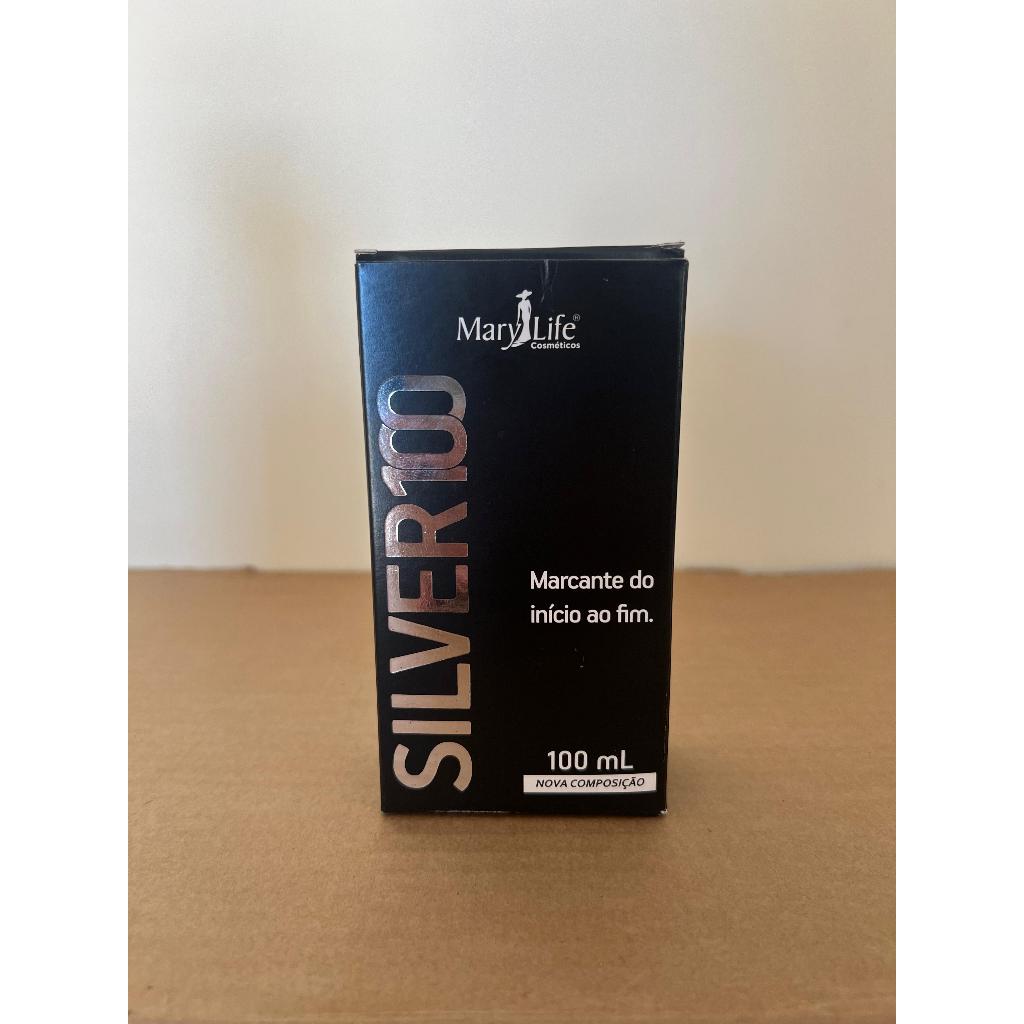 Mary Life®
Cosméticos
SILVER100
Marcante do
início ao fim.
100 mL
NOVA COMPOSIÇÃO